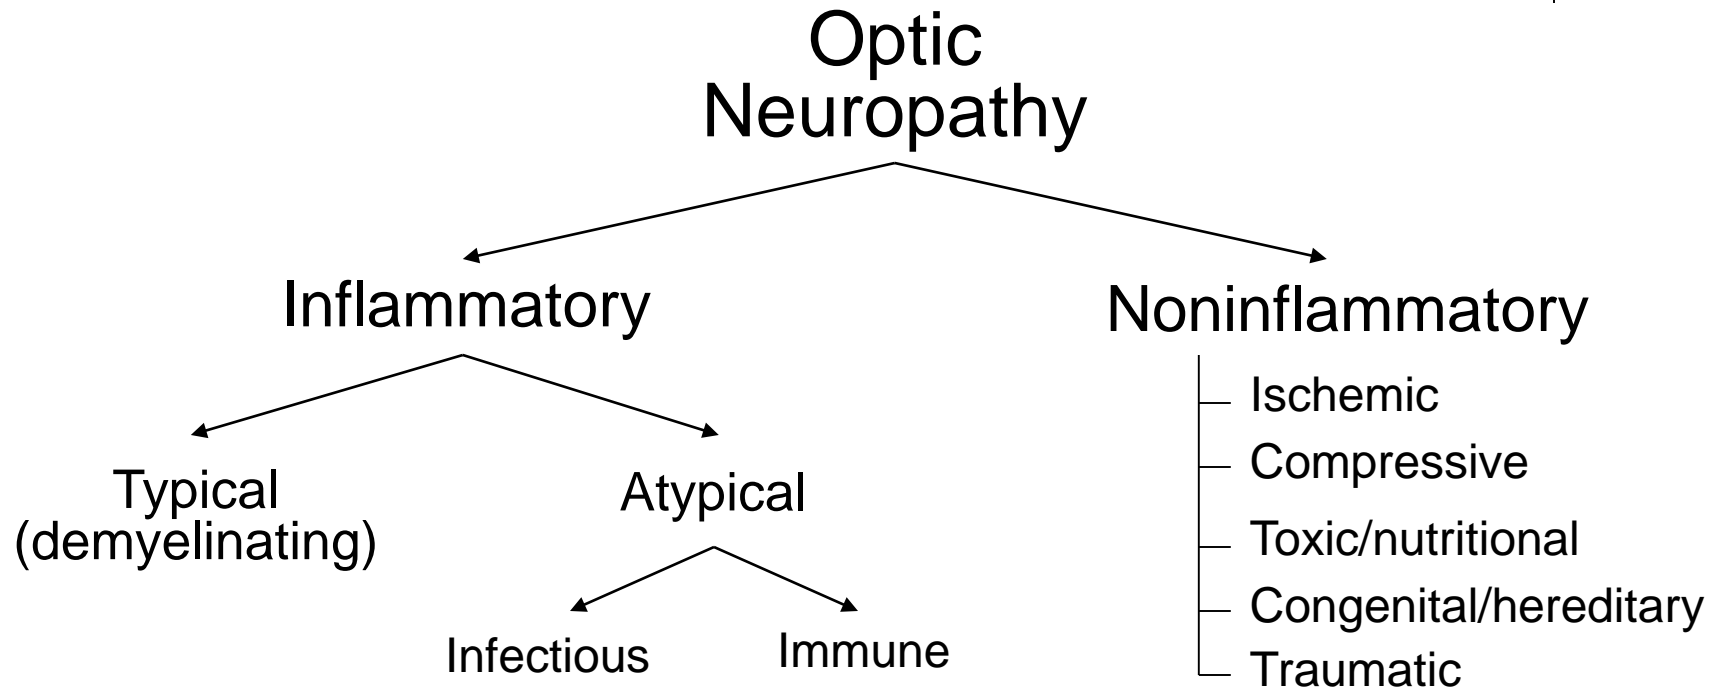 Optic
Neuropathy
Inflammatory
Noninflammatory
Typical
(demyelinating)
Atypical
Infectious
Immune
Ischemic
Compressive
Toxic/nutritional
Congenital/hereditary
Traumatic